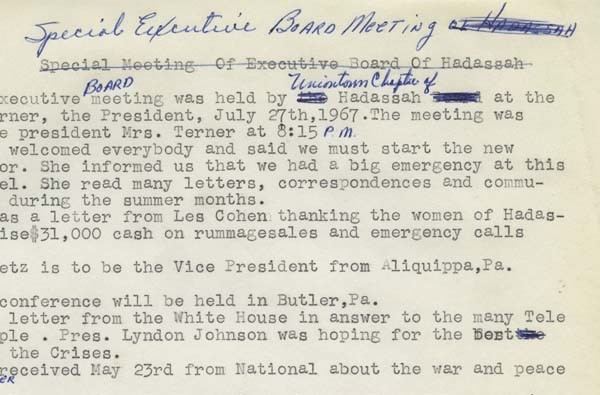 Special Executive BOARD MEETING of HADASSAH
Special Meeting Of Executive Board Of Hadassah
BOARD Uniontown Chapter of
xecutive meeting was held by the Hadassah at the
rner, the President, July 27th,1967.The meeting was
e president Mrs. Terner at 8:15 P.M.
welcomed everybody and said we must start the new
or. She informed us that we had a big emergency at this
el. She read many letters, correspondences and commu-
during the summer months.
as a letter from Les Cohen thanking the women of Hadas-
ise$31,000 cash on rummagesales and emergency calls
etz is to be the Vice President from Aliquippa,Pa.
conference will be held in Butler,Pa.
letter from the White House in answer to the many Tele
ple . Pres. Lyndon Johnson was hoping for the best
the Crises.
received May 23rd from National about the war and peace
ER